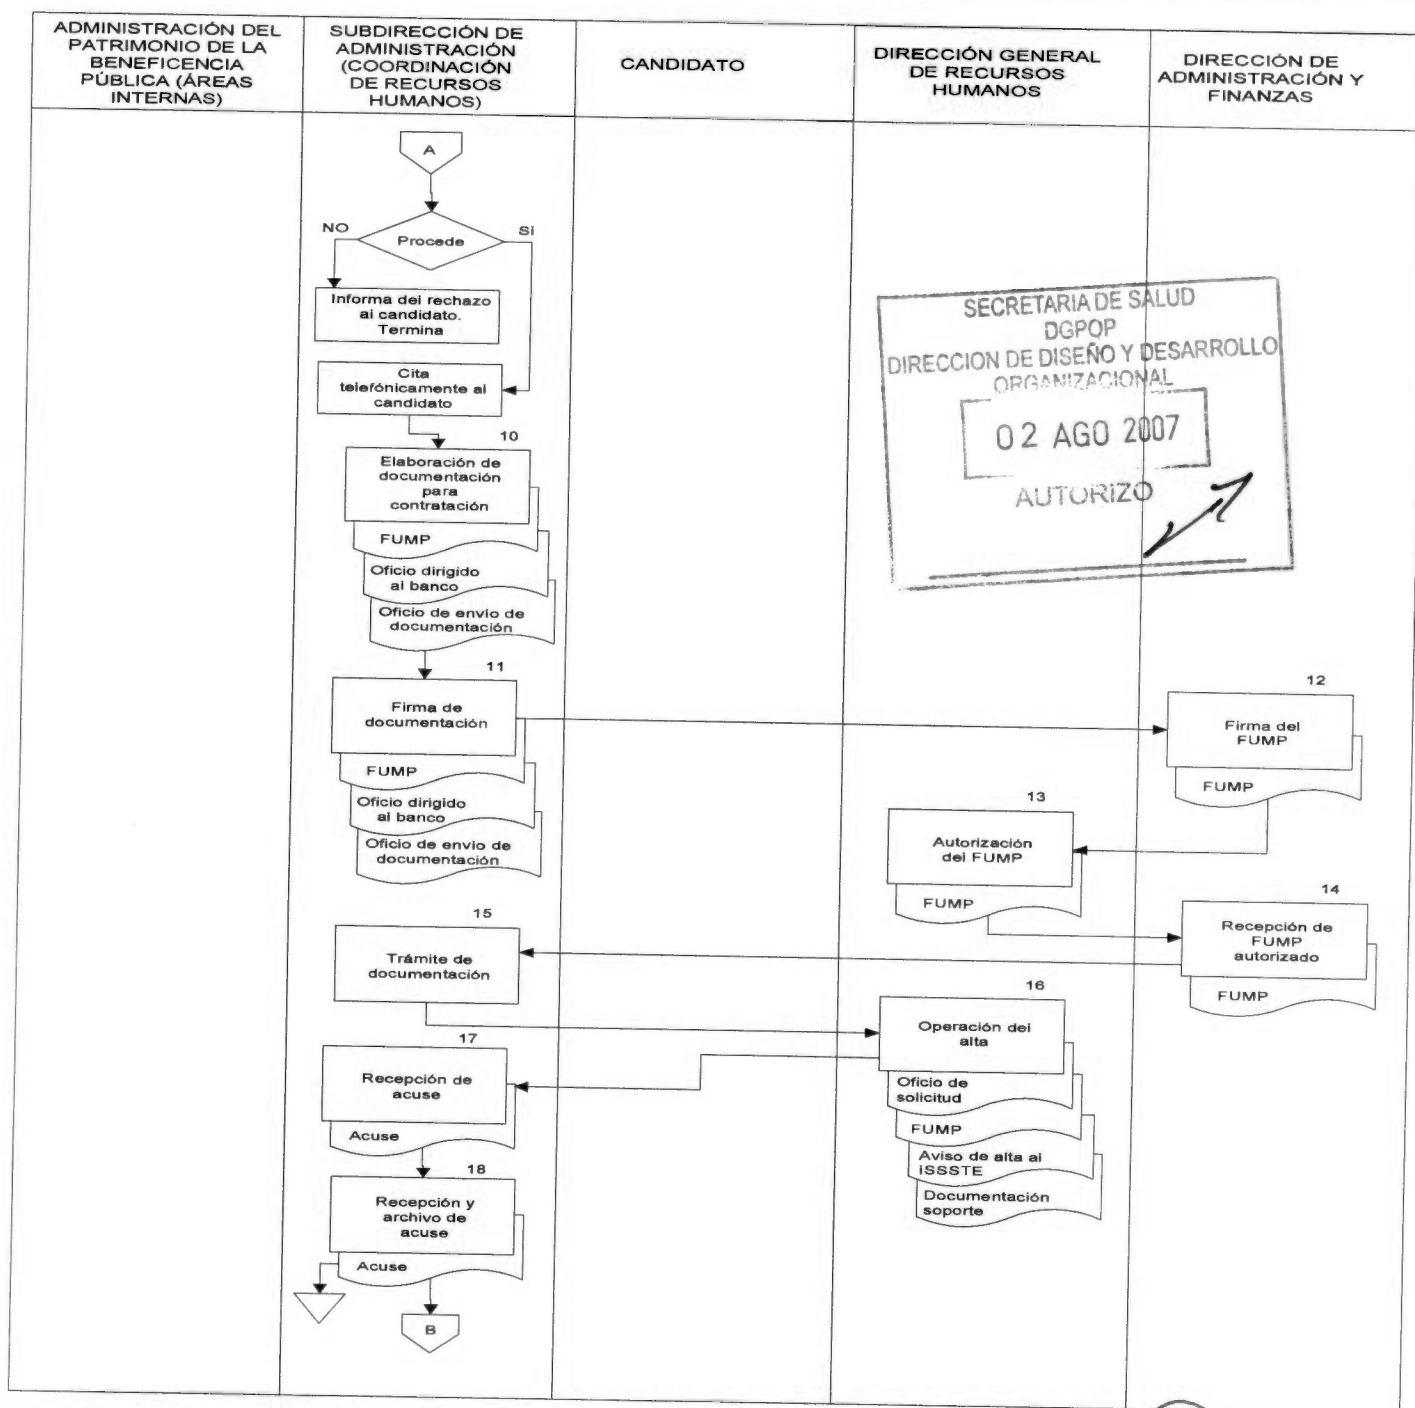 ADMINISTRACIÓN DEL
PATRIMONIO DE LA
BENEFICENCIA
PÚBLICA (ÁREAS
INTERNAS)
SUBDIRECCIÓN DE
ADMINISTRACIÓN
(COORDINACIÓN
DE RECURSOS
HUMANOS)
CANDIDATO
DIRECCIÓN GENERAL
DE RECURSOS
HUMANOS
DIRECCIÓN DE
ADMINISTRACIÓN Y
FINANZAS
A
NO
Procede
Si
Informa del rechazo
al candidato.
Termina
Cita
telefónicamente al
candidato
SECRETARIA DE SALUD
DGPOP
DIRECCION DE DISEÑO Y DESARROLLO
ORGANIZACIONAL
02 AGO 2007
AUTORIZO
10
Elaboración de
documentación
para
contratación
FUMP
Oficio dirigido
al banco
Oficio de envío de
documentación
11
Firma de
documentación
FUMP
Oficio dirigido
al banco
Oficio de envío de
documentación
12
Firma del
FUMP
FUMP
13
Autorización
del FUMP
FUMP
14
Recepción de
FUMP
autorizado
FUMP
15
Trámite de
documentación
16
Operación del
alta
Oficio de
solicitud
FUMP
Aviso de alta al
ISSSTE
Documentación
soporte
17
Recepción de
acuse
Acuse
18
Recepción y
archivo de
acuse
Acuse
B